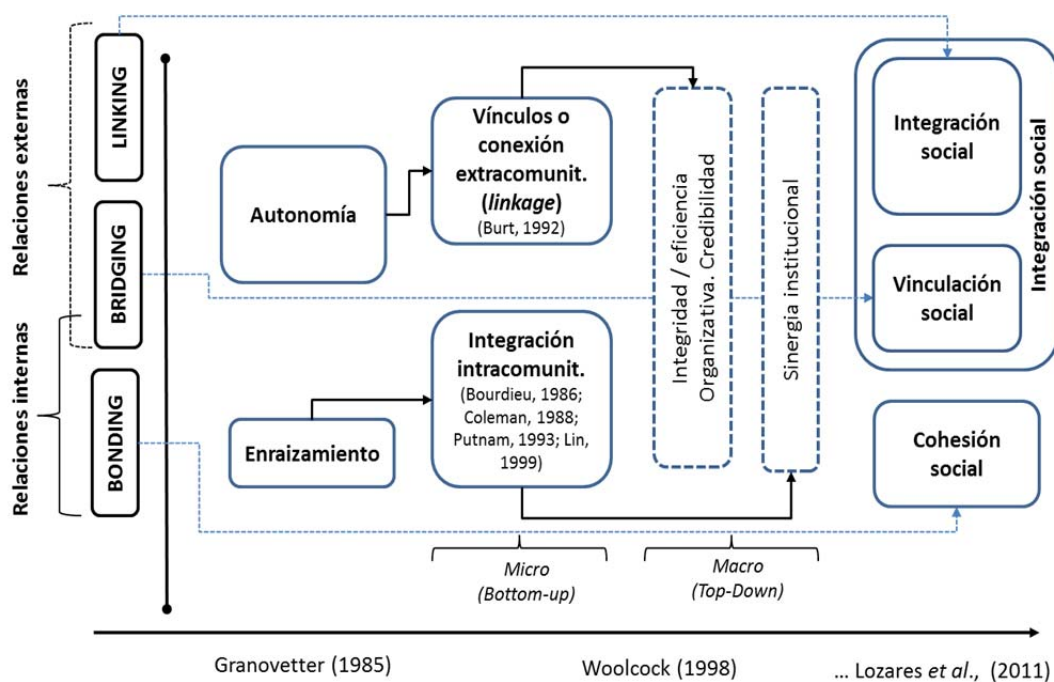 Relaciones externas
Relaciones internas
LINKING
BRIDGING
BONDING
Autonomía
Enraizamiento
Vínculos o
conexión
extracomunit.
(linkage)
(Burt, 1992)
Integración
intracomunit.
(Bourdieu, 1986;
Coleman, 1988;
Putnam, 1993; Lin,
1999)
Integridad / eficiencia
Organizativa. Credibilidad
Sinergia institucional
Integración
social
Vinculación
social
Integración social
Cohesión
social
Micro
(Bottom-up)
Macro
(Top-Down)
Granovetter (1985)
Woolcock (1998)
... Lozares et al., (2011)